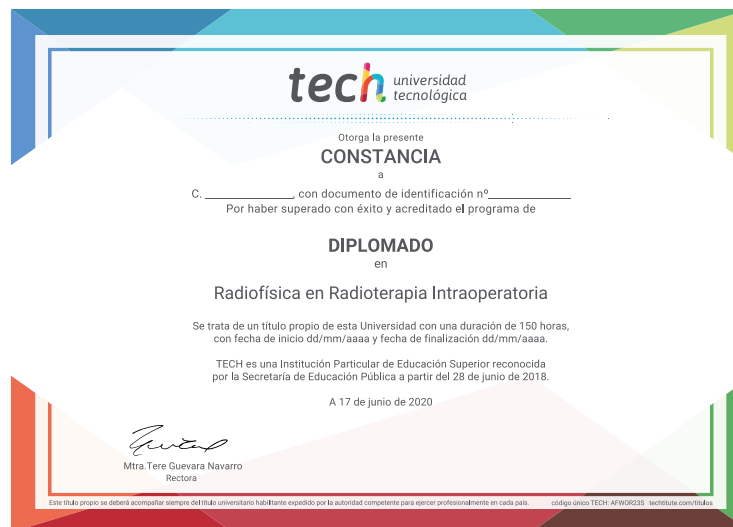 tech universidad
tecnológica
Otorga la presente
CONSTANCIA
a
C. ______________, con documento de identificación nº______________
Por haber superado con éxito y acreditado el programa de
DIPLOMADO
en
Radiofísica en Radioterapia Intraoperatoria
Se trata de un título propio de esta Universidad con una duración de 150 horas,
con fecha de inicio dd/mm/aaaa y fecha de finalización dd/mm/aaaa.
TECH es una Institución Particular de Educación Superior reconocida
por la Secretaría de Educación Pública a partir del 28 de junio de 2018.
A 17 de junio de 2020
Mtra.Tere Guevara Navarro
Rectora
Este título propio se deberá acompañar siempre del título universitario habilitante expedido por la autoridad competente para ejercer profesionalmente en cada país. código único TECH: AFWOR23S techtitute.com/títulos